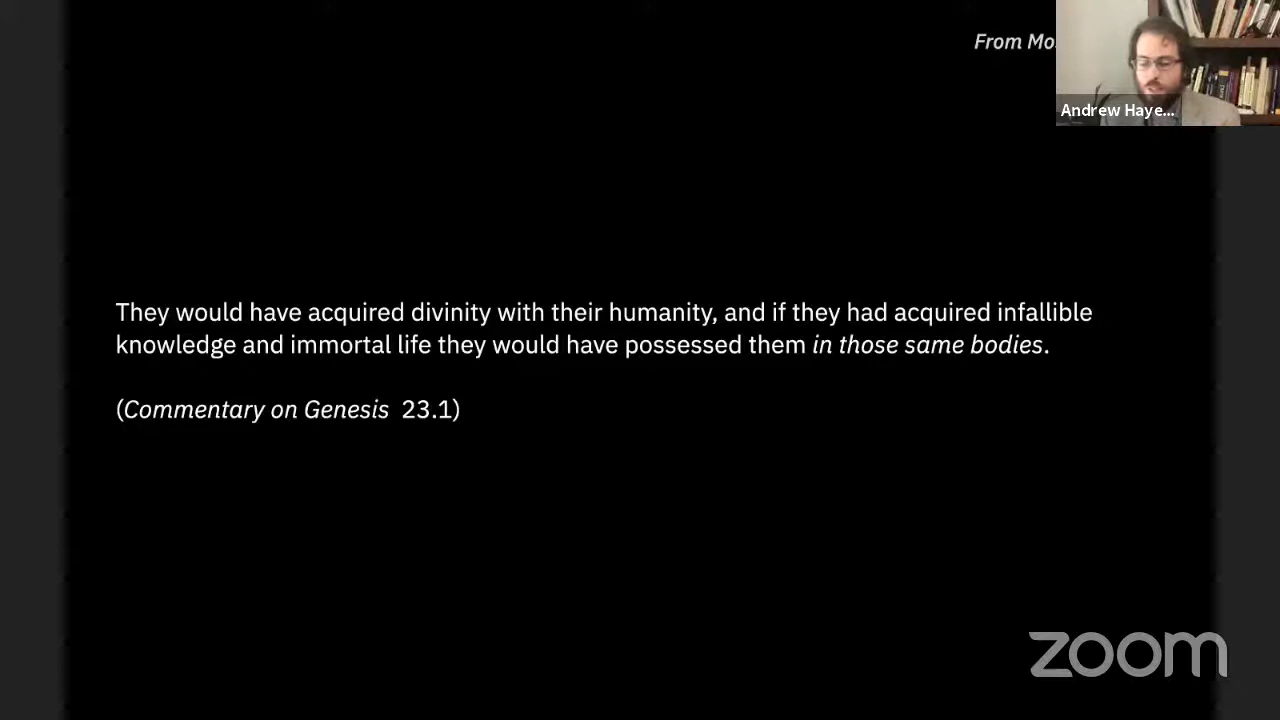 From Mo
Andrew Haye...
They would have acquired divinity with their humanity, and if they had acquired infallible
knowledge and immortal life they would have possessed them in those same bodies.
(Commentary on Genesis 23.1)
zoom